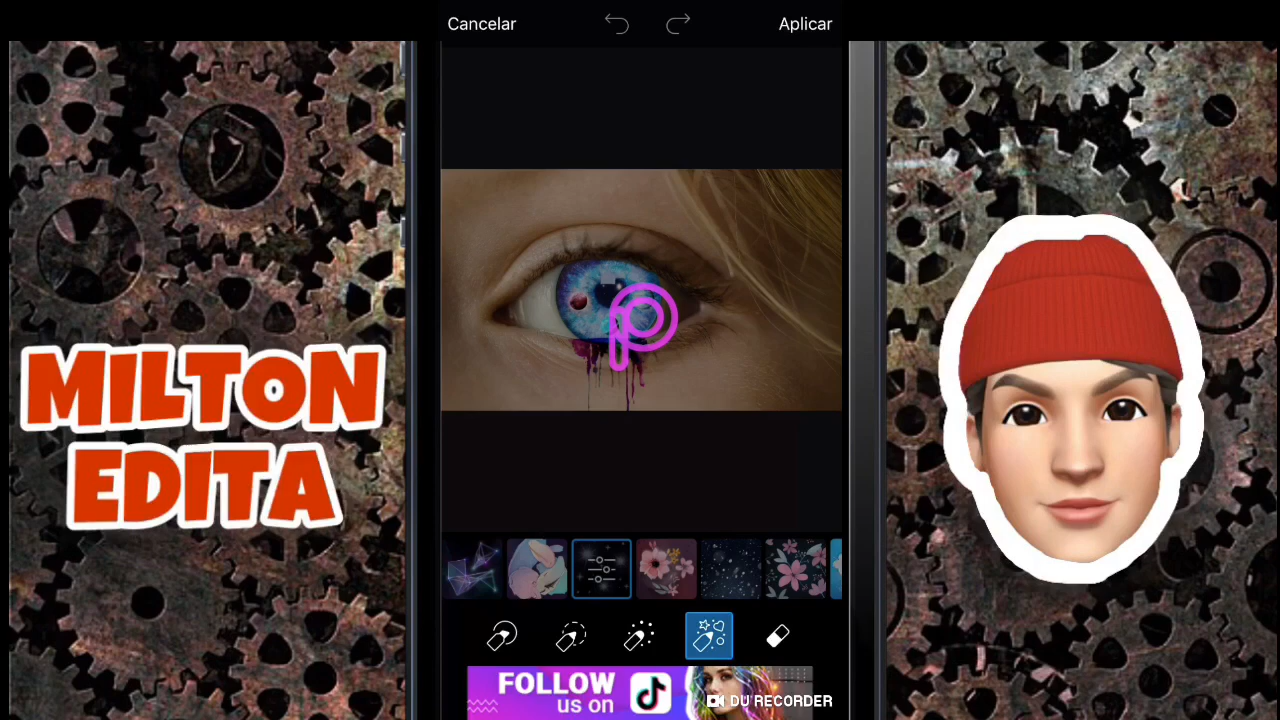 Cancelar
Aplicar
MILTON
EDITA
FOLLOW
us on
DU RECORDER